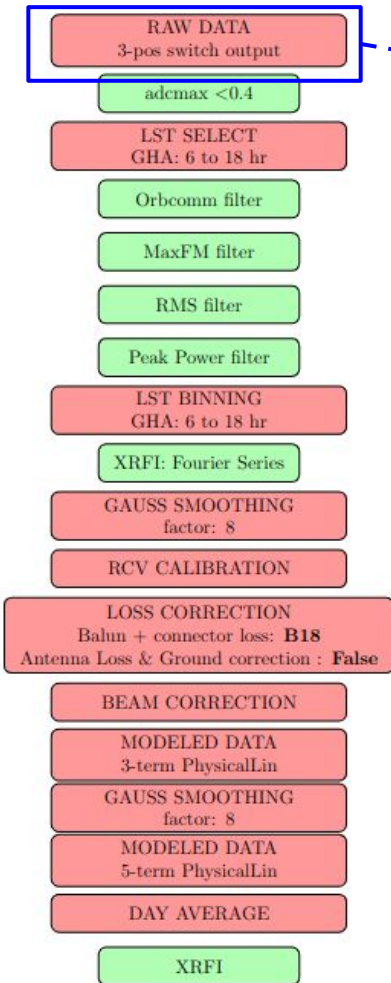 RAW DATA
3-pos switch output
adcmax <0.4
LST SELECT
GHA: 6 to 18 hr
Orbcomm filter
MaxFM filter
RMS filter
Peak Power filter
LST BINNING
GHA: 6 to 18 hr
XRFI: Fourier Series
GAUSS SMOOTHING
factor: 8
RCV CALIBRATION
LOSS CORRECTION
Balun + connector loss: B18
Antenna Loss & Ground correction : False
BEAM CORRECTION
MODELED DATA
3-term PhysicalLin
GAUSS SMOOTHING
factor: 8
MODELED DATA
5-term PhysicalLin
DAY AVERAGE
XRFI